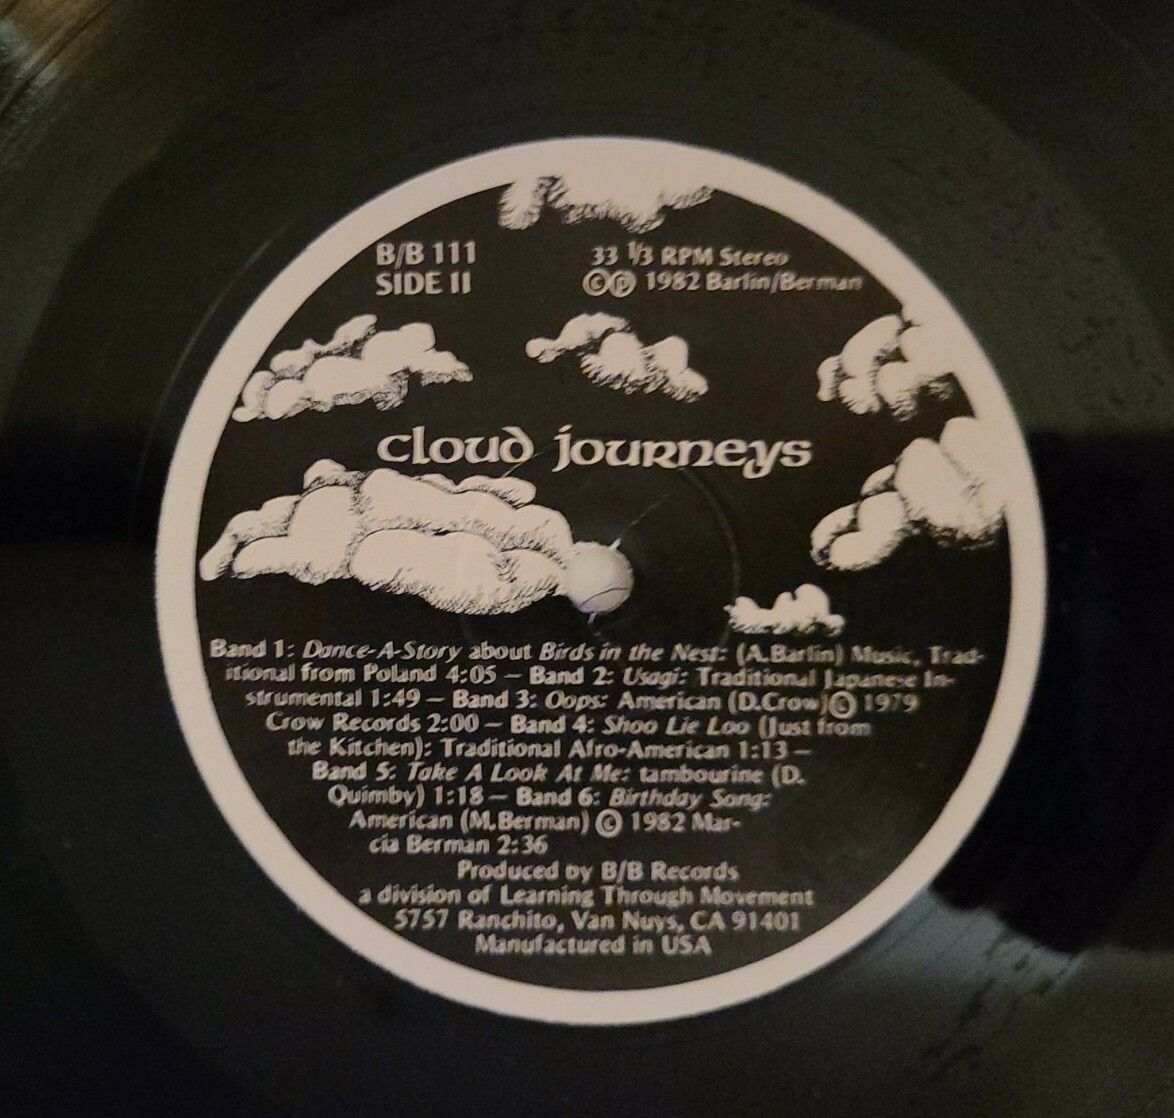 B/B 111
SIDE II
33 1/3 RPM Stereo
©℗ 1982 Barlin/Berman
cloud journeys
Band 1: Dance-A-Story about Birds in the Nest: (A.Barlin) Music, Trad-
itional from Poland 4:05 — Band 2: Usagi: Traditional Japanese In-
strumental 1:49 — Band 3: Oops: American (D.Crow)© 1979
Crow Records 2:00 — Band 4: Shoo Lie Loo (Just from
the Kitchen): Traditional Afro-American 1:13 —
Band 5: Take A Look At Me: tambourine (D.
Quimby) 1:18 — Band 6: Birthday Song:
American (M.Berman) © 1982 Mar-
cia Berman 2:36
Produced by B/B Records
a division of Learning Through Movement
5757 Ranchito, Van Nuys, CA 91401
Manufactured in USA